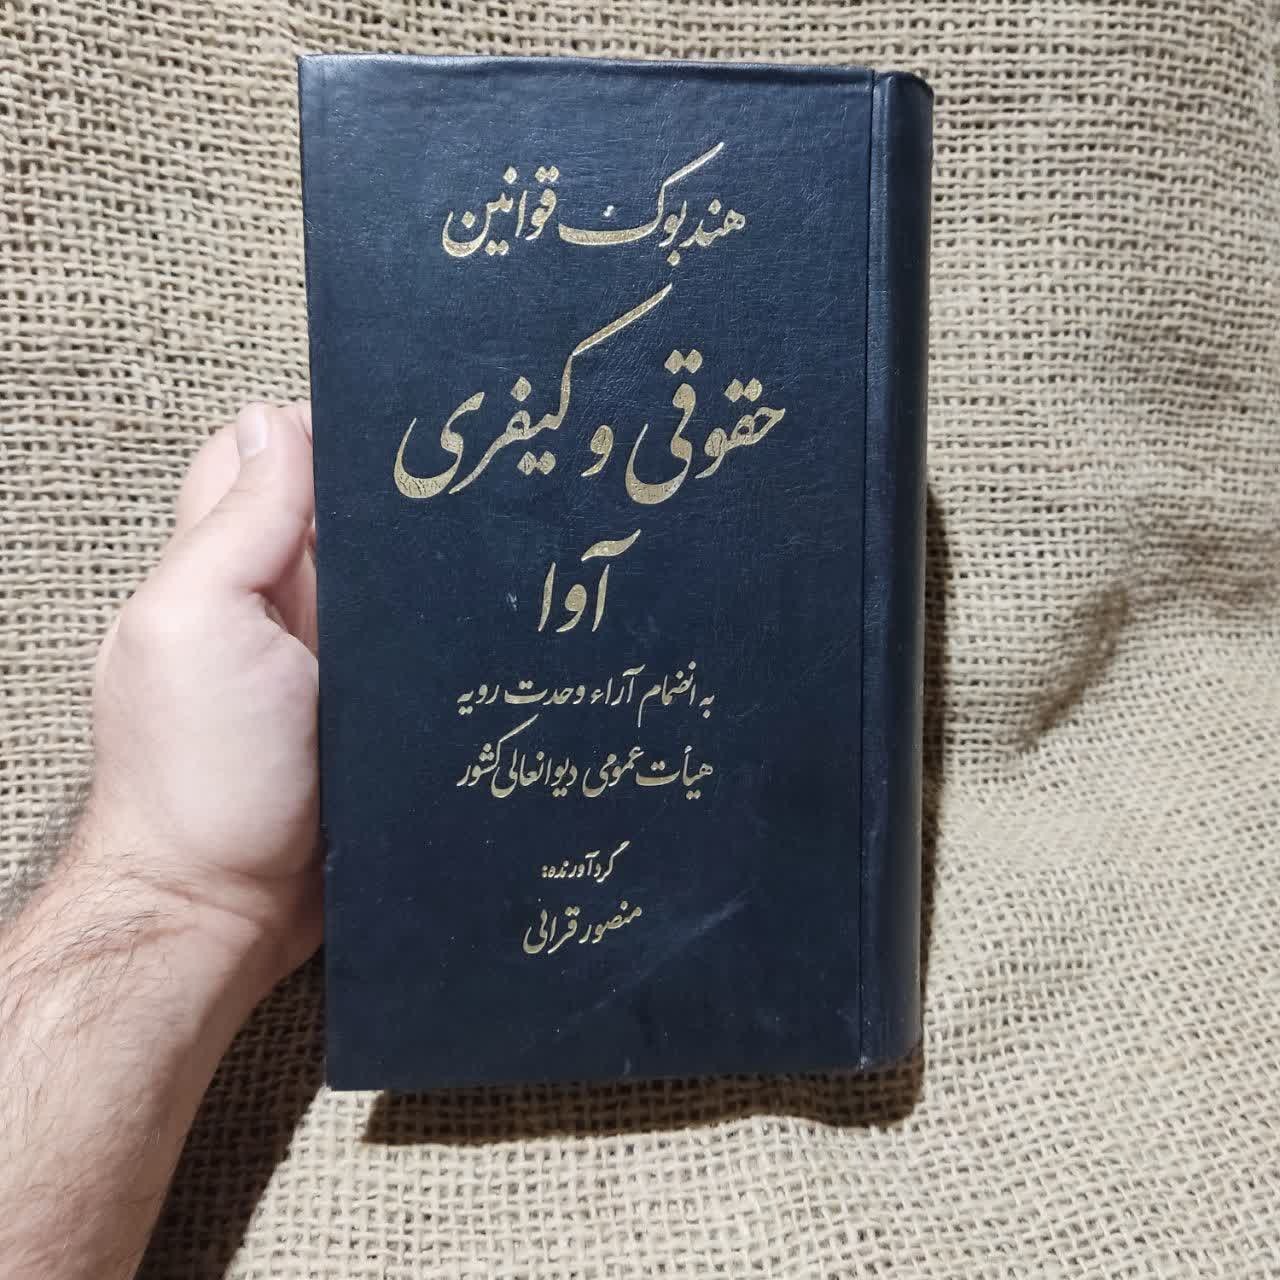 هندبوک قوانین
حقوقی و کیفری
آوا
به انضمام آراء وحدت رویه
هیأت عمومی دیوانعالی کشور
گردآورنده:
منصور قرائی